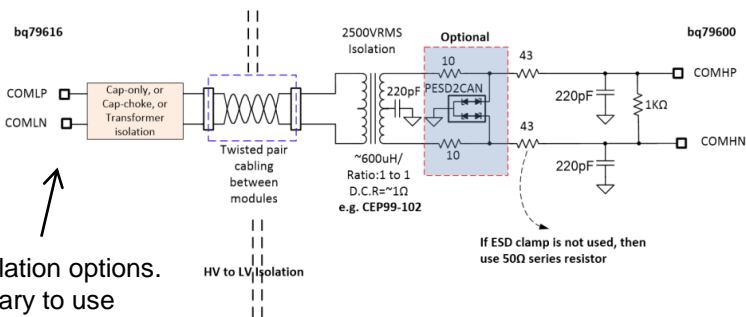 bq79616
2500VRMS
Isolation
Optional
bq79600
COMLP
COMLN
Cap-only, or
Cap-choke, or
Transformer
isolation
Twisted pair
cabling
between
modules
220pF
~600uH/
Ratio:1 to 1
D.C.R=~1Ω
e.g. CEP99-102
10
PESD2CAN
10
43
43
220pF
220pF
1KΩ
COMHP
COMHN
If ESD clamp is not used, then
use 50Ω series resistor
HV to LV Isolation
options.
to use